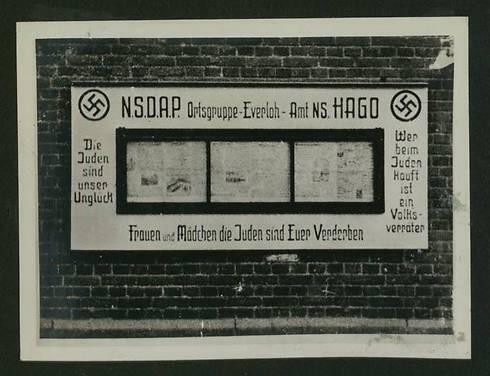 N.S.D.A.P. Ortsgruppe-Everloh - Amt NS. HAGO
Die
Juden
sind
unser
Unglück
Wer
beim
Juden
kauft
ist
ein
Volks-
verräter
Frauen und Mädchen die Juden sind Euer Verderben